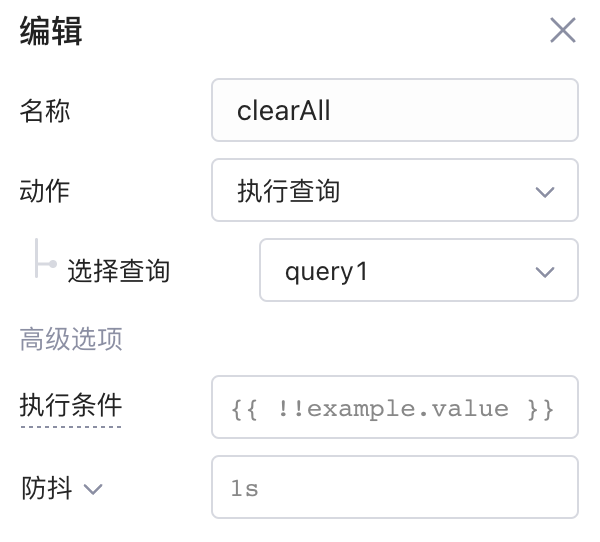 编辑
名称 clearAll
动作 执行查询
选择查询 query1
高级选项
执行条件 {{ !!example.value }}
防抖 1s